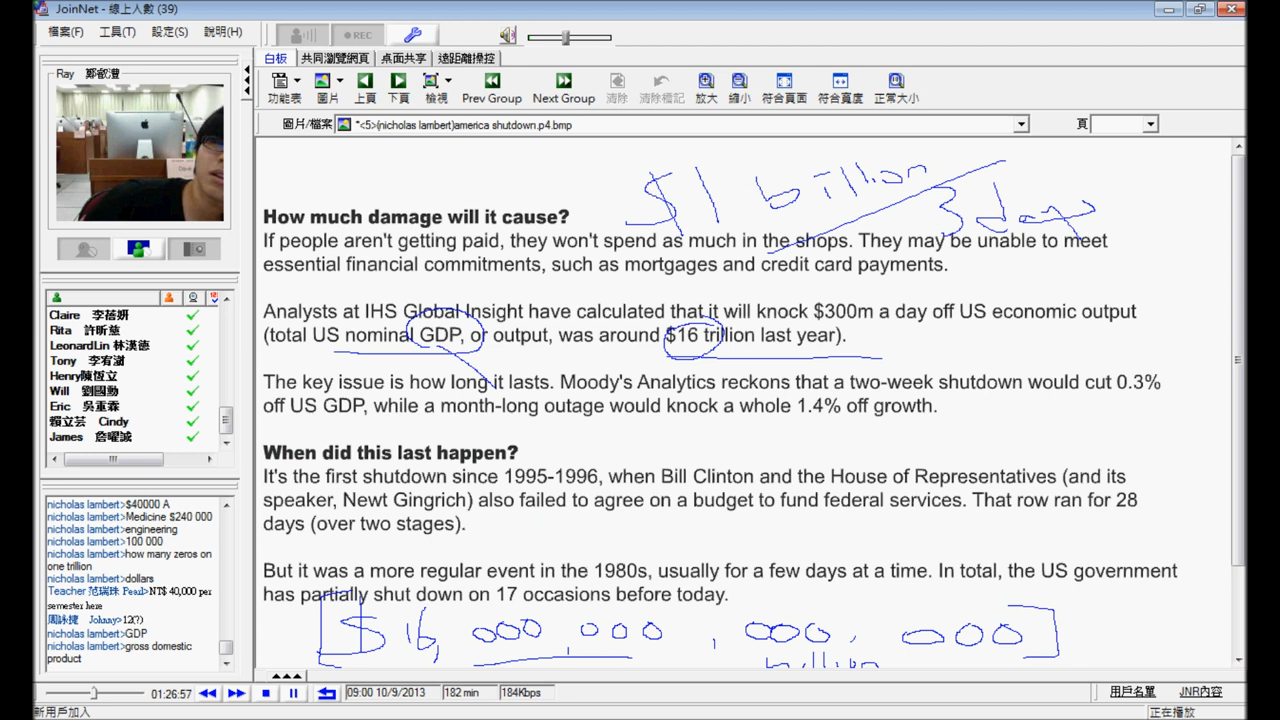 JoinNet - 線上人數 (39)
檔案(F) 工具(T) 設定(S) 說明(H)
REC
Ray 鄭叡澧
白板 共同瀏覽網頁 桌面共享 遠距離操控
功能表 圖片 上頁 下頁 檢視 Prev Group Next Group 清除 清除標記 放大 縮小 符合頁面 符合寬度 正常大小
圖片/檔案 *<5>(nicholas lambert)america shutdown.p4.bmp 頁
$1 billion
3 days
How much damage will it cause?
If people aren't getting paid, they won't spend as much in the shops. They may be unable to meet
essential financial commitments, such as mortgages and credit card payments.
Analysts at IHS Global Insight have calculated that it will knock $300m a day off US economic output
(total US nominal GDP, or output, was around $16 trillion last year).
The key issue is how long it lasts. Moody's Analytics reckons that a two-week shutdown would cut 0.3%
off US GDP, while a month-long outage would knock a whole 1.4% off growth.
When did this last happen?
It's the first shutdown since 1995-1996, when Bill Clinton and the House of Representatives (and its
speaker, Newt Gingrich) also failed to agree on a budget to fund federal services. That row ran for 28
days (over two stages).
But it was a more regular event in the 1980s, usually for a few days at a time. In total, the US government
has partially shut down on 17 occasions before today.
[$16,000,000,000,000]
billion
Claire 李蓓妍
Rita 許昕慈
LeonardLin 林漢德
Tony 李宥澍
Henry陳恆立
Will 劉國勳
Eric 吳重霖
賴立芸 Cindy
James 詹曜誠
nicholas lambert>$40000 A
nicholas lambert>Medicine $240 000
nicholas lambert>engineering
nicholas lambert>100 000
nicholas lambert>how many zeros on
one trillion
nicholas lambert>dollars
Teacher 范瑞珠 Pearl>NT$ 40,000 per
semester here
周詠捷 Johnny>12(?)
nicholas lambert>GDP
nicholas lambert>gross domestic
product
01:26:57 09:00 10/9/2013 182 min 184Kbps 用戶名單 JNR內容
新用戶加入 正在播放